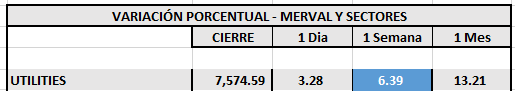 VARIACIÓN PORCENTUAL - MERVAL Y SECTORES
CIERRE 1 Dia 1 Semana 1 Mes
UTILITIES 7,574.59 3.28 6.39 13.21